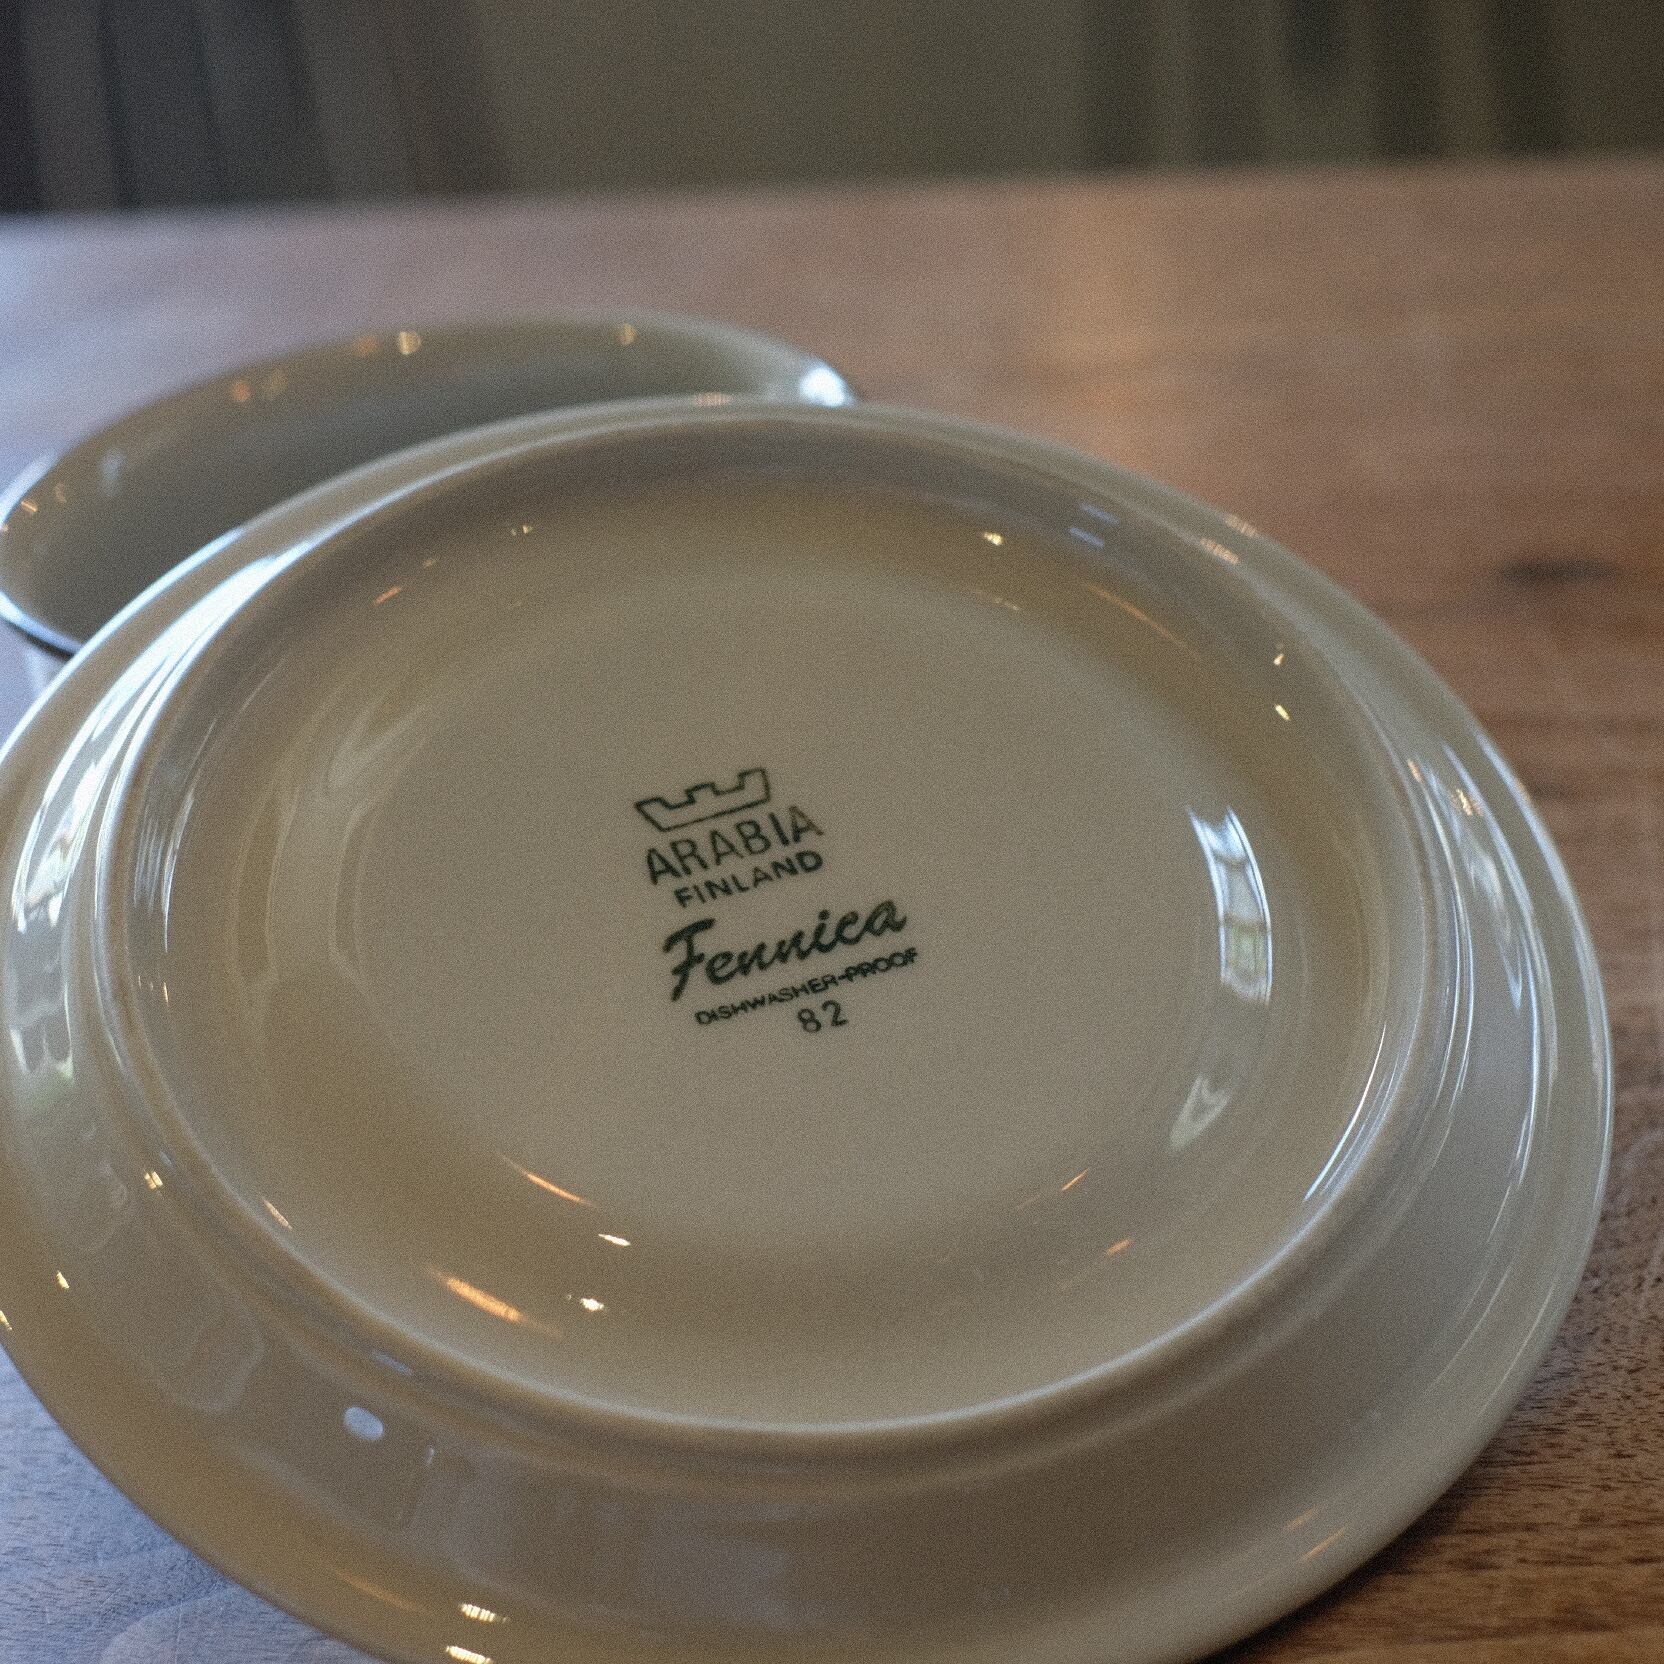 ARABIA
FINLAND
Fennica
DISHWASHER-PROOF
82